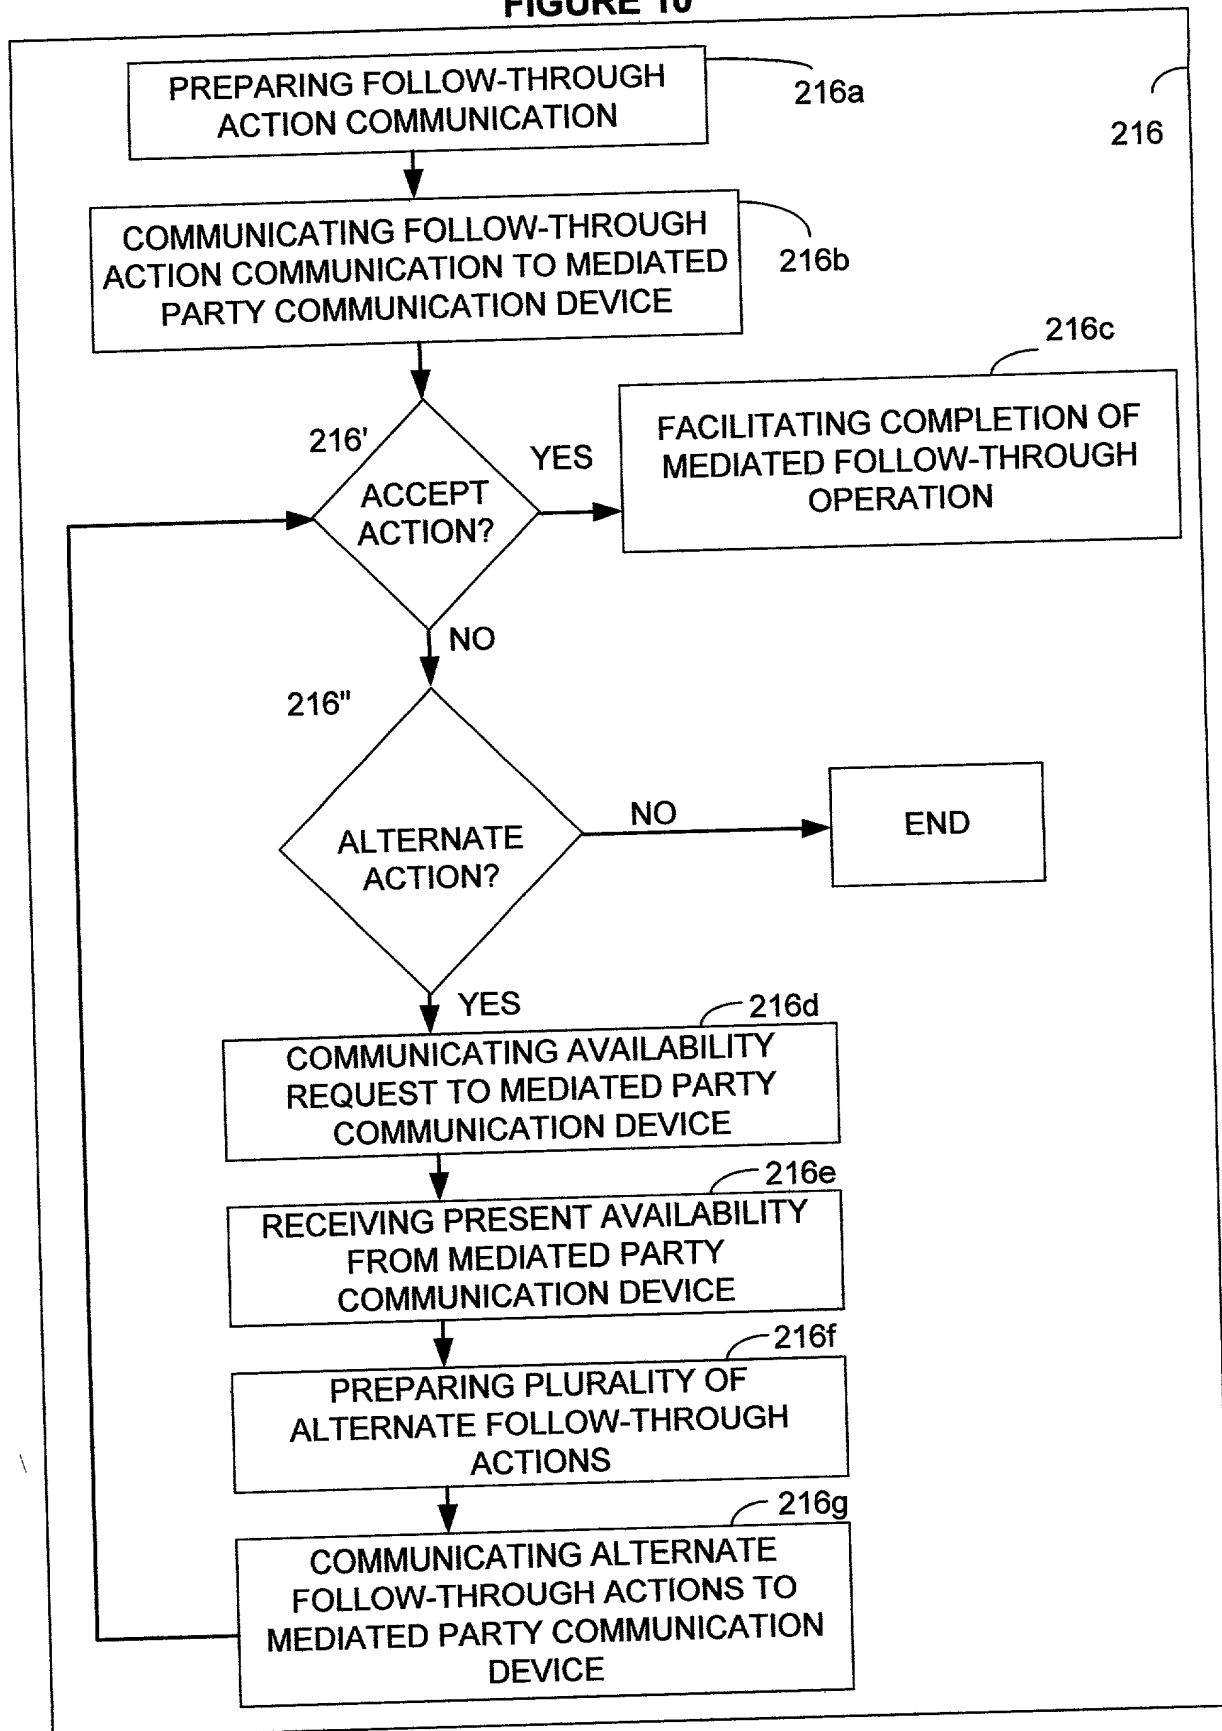 FIGURE 10
PREPARING FOLLOW-THROUGH
ACTION COMMUNICATION
216a
216
COMMUNICATING FOLLOW-THROUGH
ACTION COMMUNICATION TO MEDIATED
PARTY COMMUNICATION DEVICE
216b
216c
FACILITATING COMPLETION OF
MEDIATED FOLLOW-THROUGH
OPERATION
216'
YES
ACCEPT
ACTION?
NO
216"
ALTERNATE
ACTION?
NO
END
YES
216d
COMMUNICATING AVAILABILITY
REQUEST TO MEDIATED PARTY
COMMUNICATION DEVICE
216e
RECEIVING PRESENT AVAILABILITY
FROM MEDIATED PARTY
COMMUNICATION DEVICE
216f
PREPARING PLURALITY OF
ALTERNATE FOLLOW-THROUGH
ACTIONS
216g
COMMUNICATING ALTERNATE
FOLLOW-THROUGH ACTIONS TO
MEDIATED PARTY COMMUNICATION
DEVICE